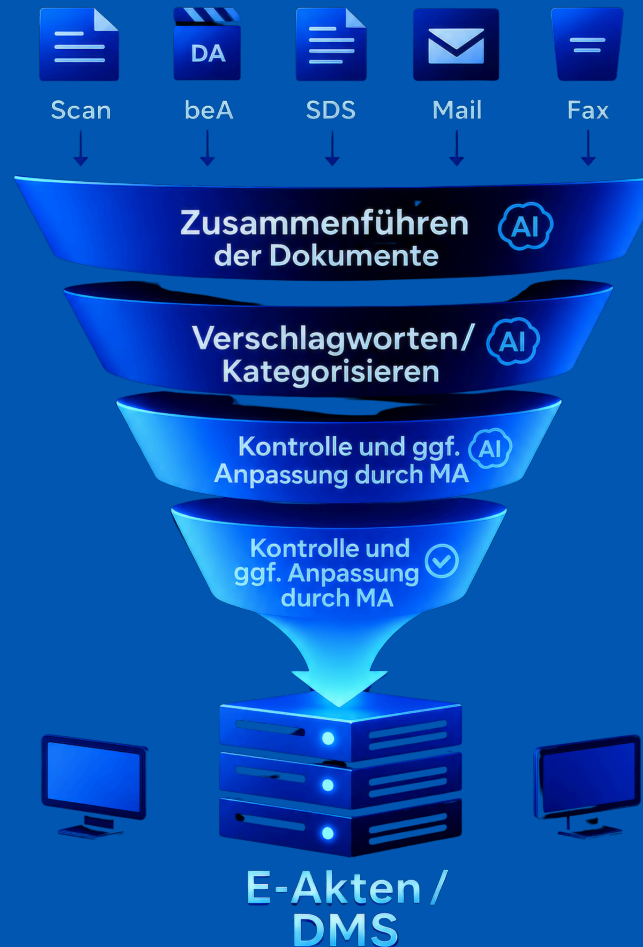 DA
Scan
beA
SDS
Mail
Fax
Zusammenführen
der Dokumente
AI
Verschlagworten/
Kategorisieren
AI
Kontrolle und ggf.
Anpassung durch MA
AI
Kontrolle und
ggf. Anpassung
durch MA
E-Akten /
DMS